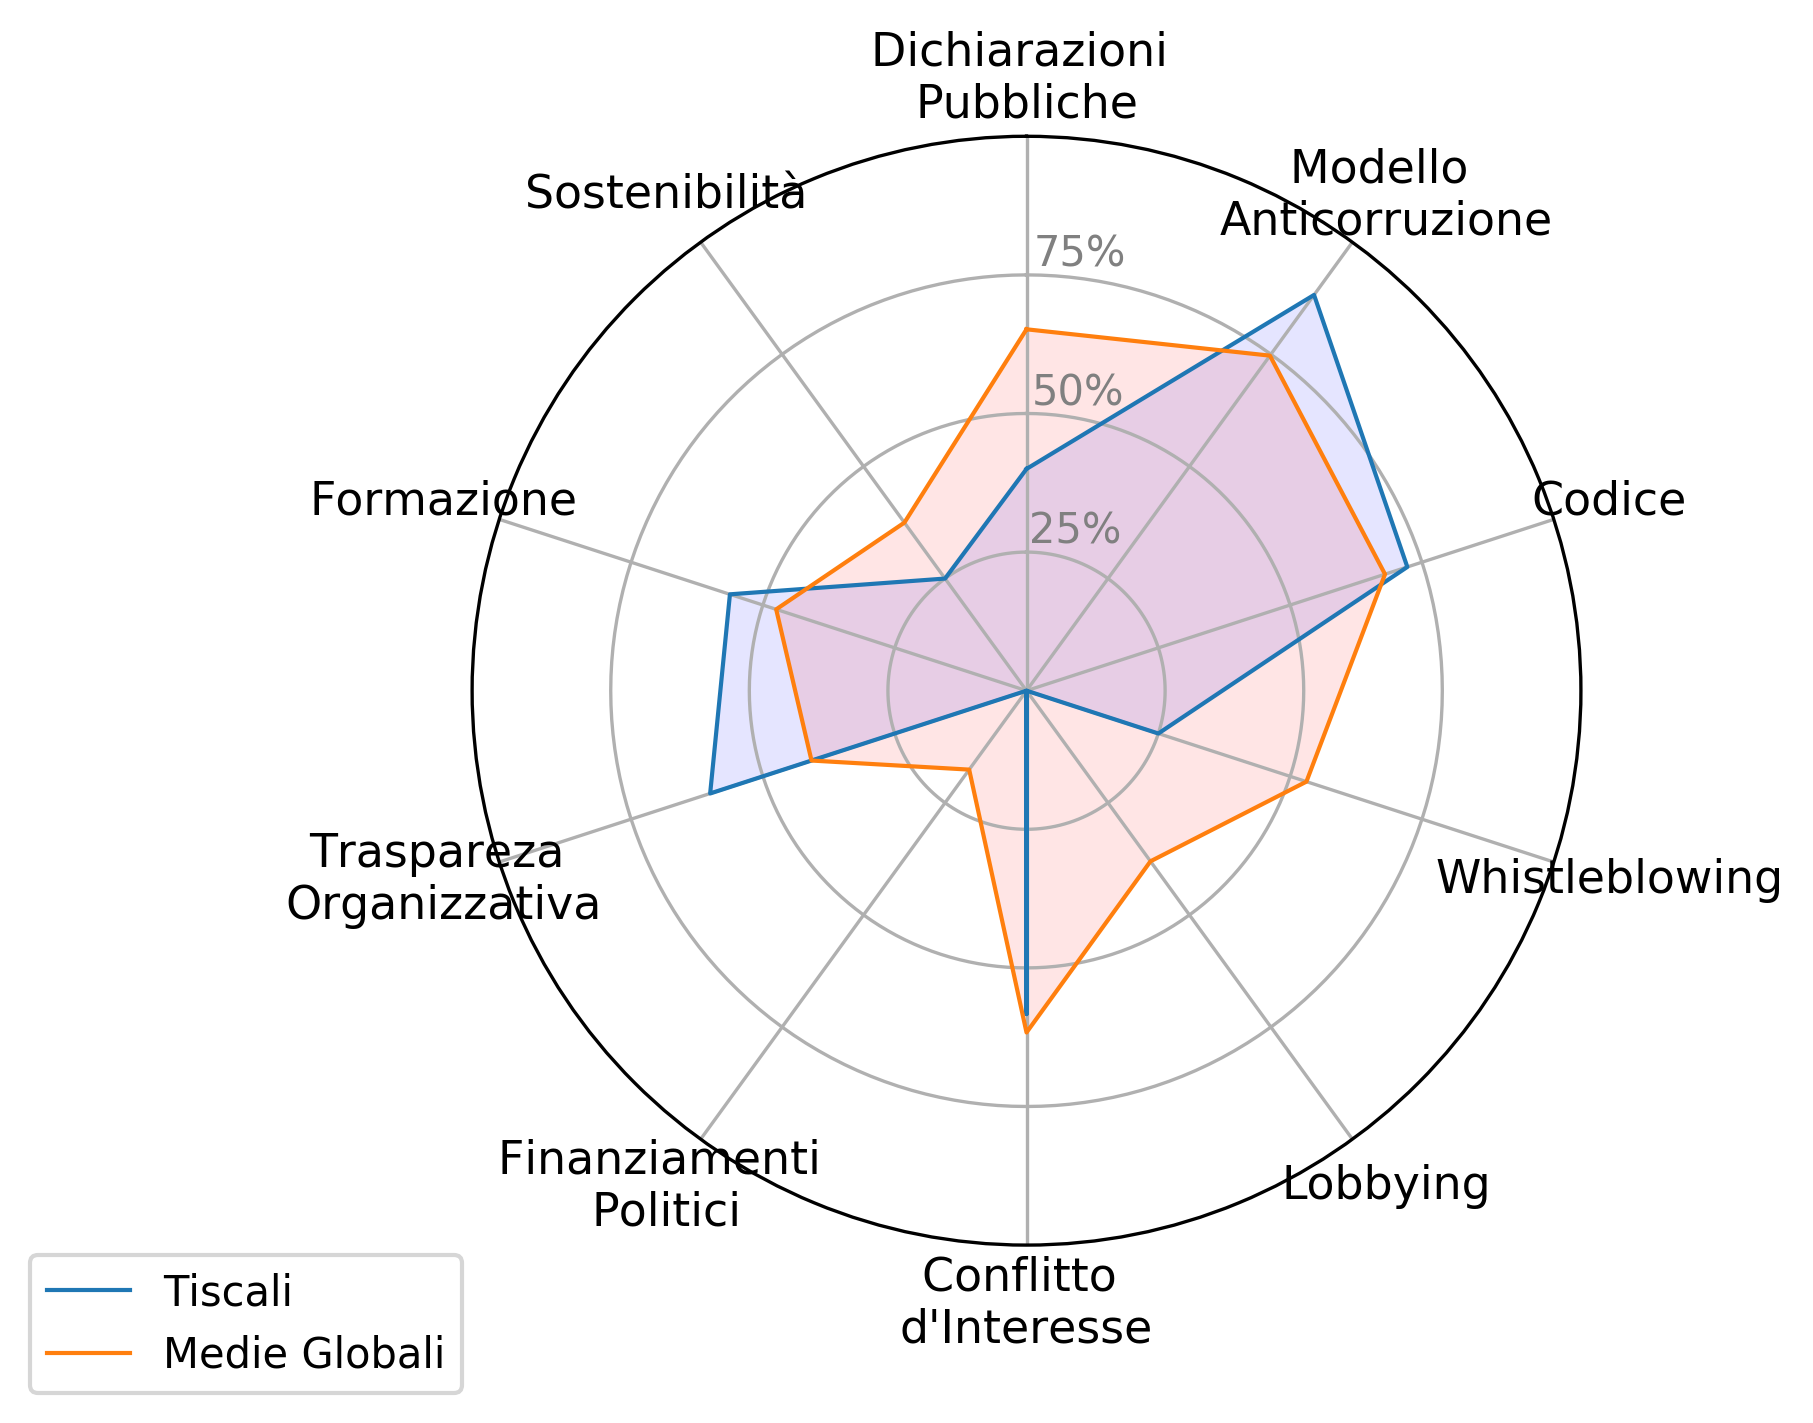 Dichiarazioni
Pubbliche
Modello
Anticorruzione
Sostenibilità
75%
50%
25%
Formazione
Codice
Traspareza
Organizzativa
Whistleblowing
Finanziamenti
Politici
Lobbying
Conflitto
d'Interesse
Tiscali
Medie Globali